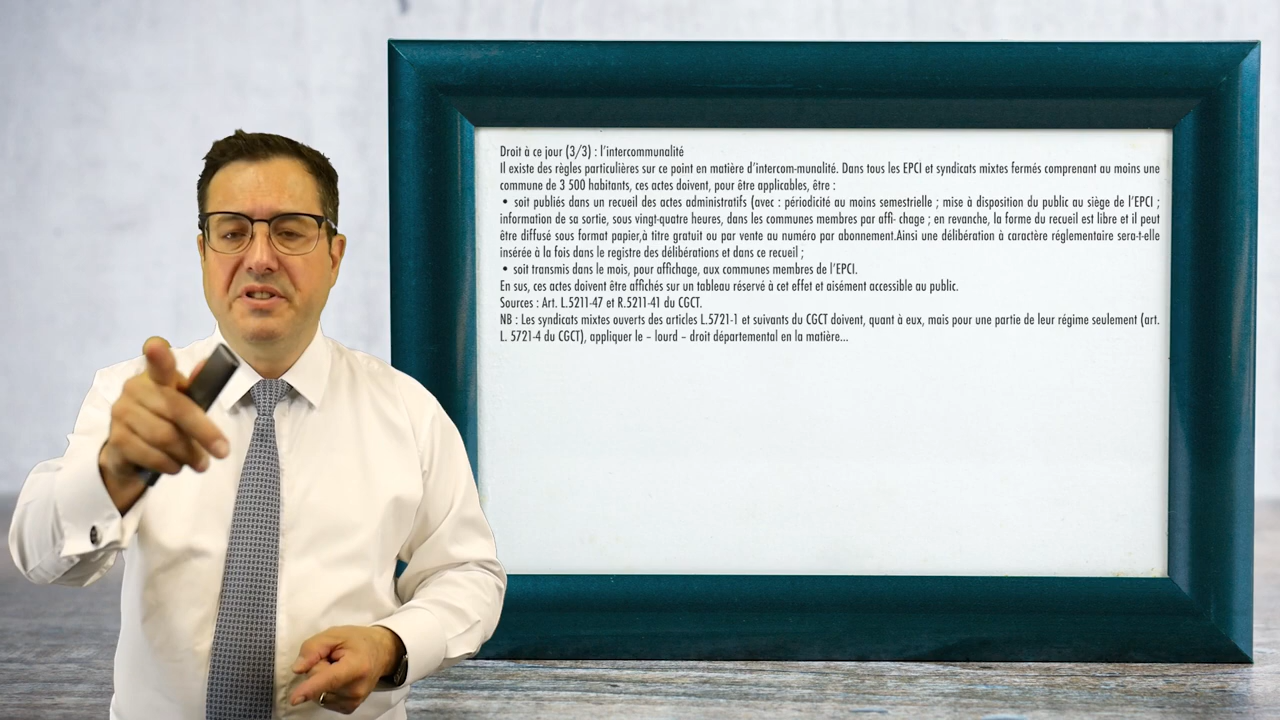 Droit à ce jour (3/3) : l'intercommunalité
Il existe des règles particulières sur ce point en matière d'intercom-munalité. Dans tous les EPCI et syndicats mixtes fermés comprenant au moins une
commune de 3 500 habitants, ces actes doivent, pour être applicables, être :
• soit publiés dans un recueil des actes administratifs (avec : périodicité au moins semestrielle ; mise à disposition du public au siège de l'EPCI ;
information de sa sortie, sous vingt-quatre heures, dans les communes membres par affi- chage ; en revanche, la forme du recueil est libre et il peut
être diffusé sous format papier,à titre gratuit ou par vente au numéro par abonnement.Ainsi une délibération à caractère réglementaire sera-t-elle
insérée à la fois dans le registre des délibérations et dans ce recueil ;
• soit transmis dans le mois, pour affichage, aux communes membres de l'EPCI.
En sus, ces actes doivent être affichés sur un tableau réservé à cet effet et aisément accessible au public.
Sources : Art. L.5211-47 et R.5211-41 du CGCT.
NB : Les syndicats mixtes ouverts des articles L.5721-1 et suivants du CGCT doivent, quant à eux, mais pour une partie de leur régime seulement (art.
L. 5721-4 du CGCT), appliquer le – lourd – droit départemental en la matière...